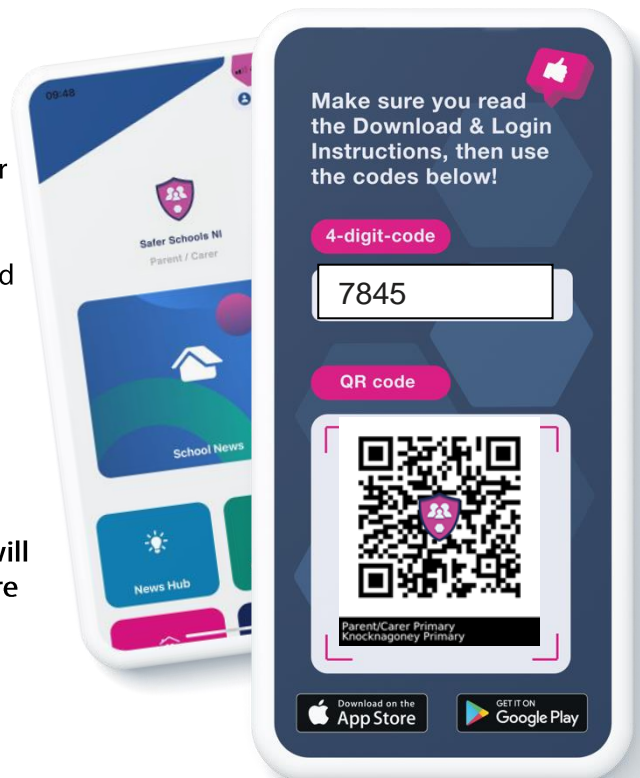 r
d
will
re
09:48
Safer Schools NI
Parent / Carer
School News
News Hub
Make sure you read
the Download & Login
Instructions, then use
the codes below!
4-digit-code
7845
QR code
Parent/Carer Primary
Knocknagoney Primary
Download on the
App Store
GET IT ON
Google Play